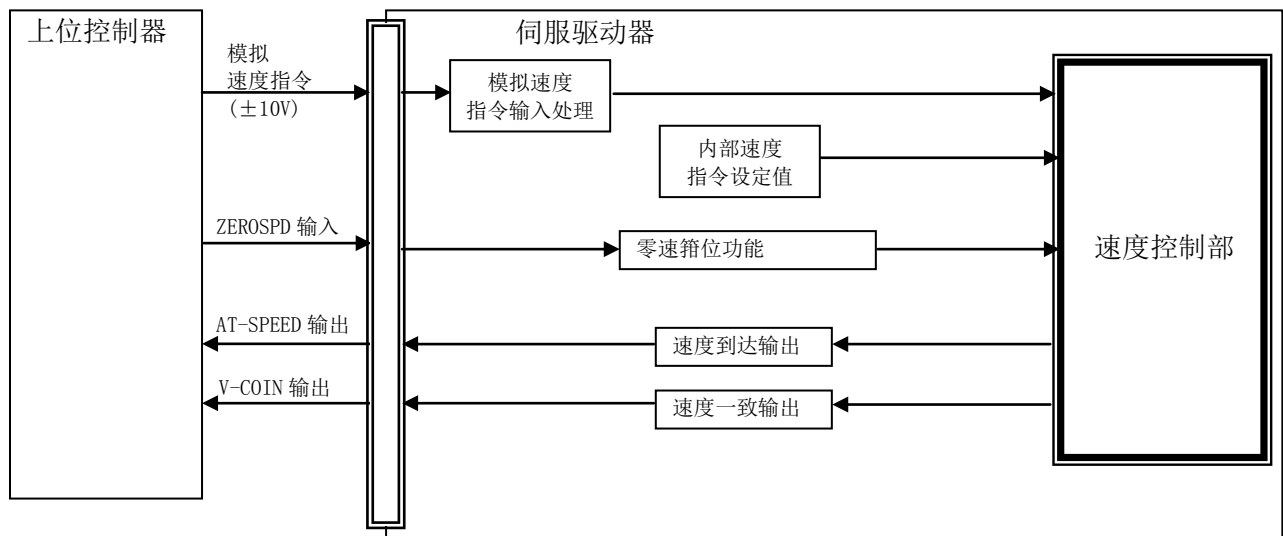 上位控制器
伺服驱动器
模拟
速度指令
(±10V)
模拟速度
指令输入处理
内部速度
指令设定值
ZEROSPD 输入
零速箝位功能
速度控制部
AT-SPEED 输出
速度到达输出
V-COIN 输出
速度一致输出